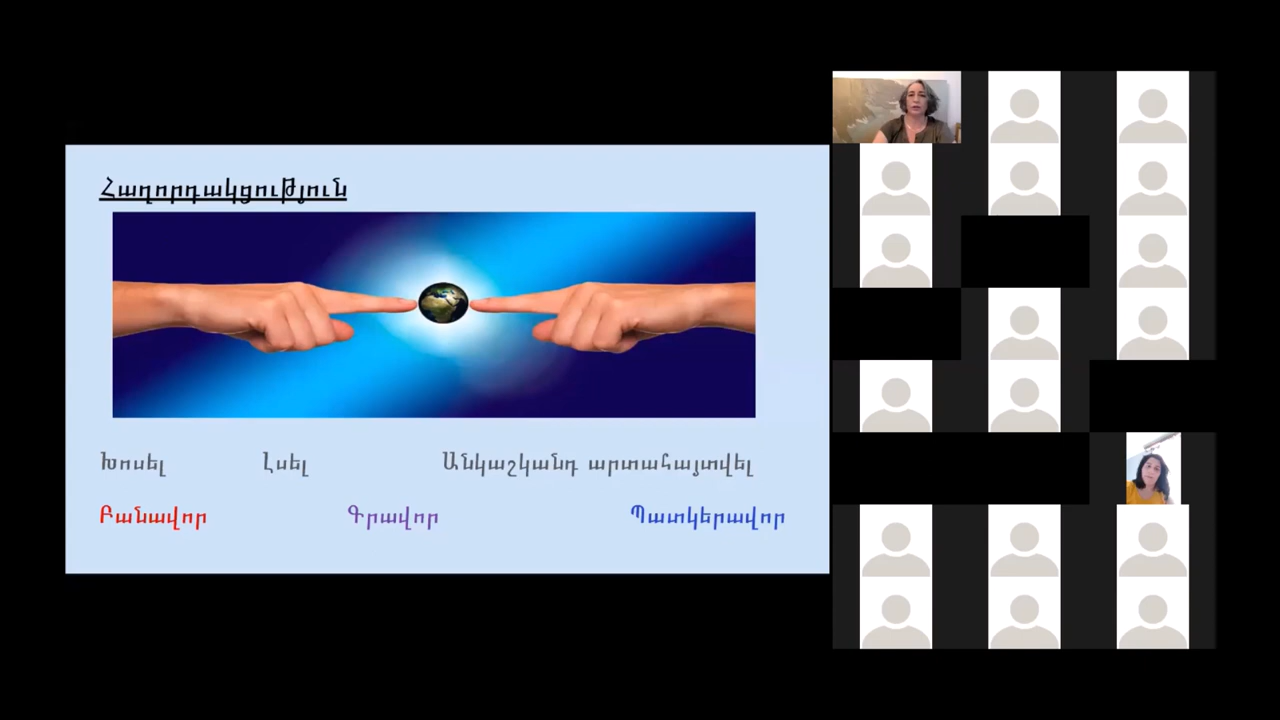 Հաղորդակցություն
Խոսել Լսել Անկաշկանդ արտահայտվել
Բանավոր Գրավոր Պատկերավոր